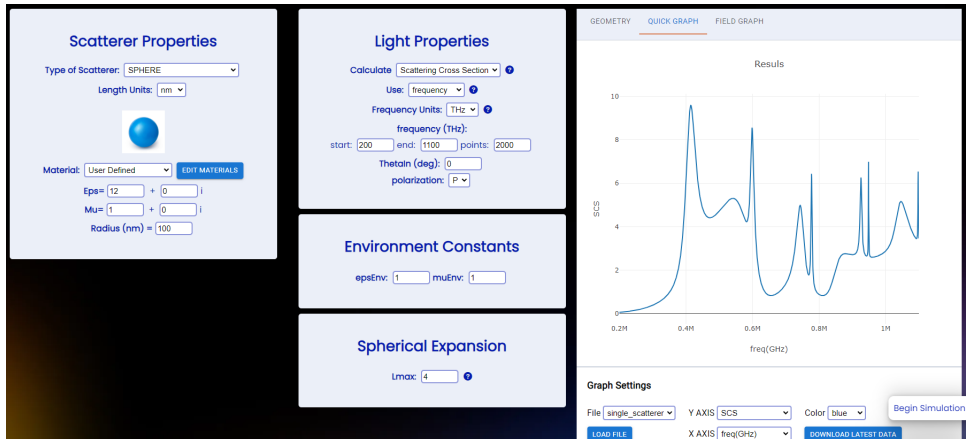 Scatterer Properties
Type of Scatterer: SPHERE
Length Units: nm
Material: User Defined EDIT MATERIALS
Eps= 12 + 0 i
Mu= 1 + 0 i
Radius (nm) = 100
Light Properties
Calculate Scattering Cross Section ?
Use: frequency ?
Frequency Units: THz ?
frequency (THz):
start: 200 end: 1100 points: 2000
ThetaIn (deg): 0
polarization: P
Environment Constants
epsEnv: 1 muEnv: 1
Spherical Expansion
Lmax: 4 ?
GEOMETRY QUICK GRAPH FIELD GRAPH
Resuls
10
8
6
4
2
0
SCS
0.2M 0.4M 0.6M 0.8M 1M
freq(GHz)
Graph Settings
File single_scatterer Y AXIS SCS Color blue
Begin Simulation
LOAD FILE X AXIS freq(GHz) DOWNLOAD LATEST DATA